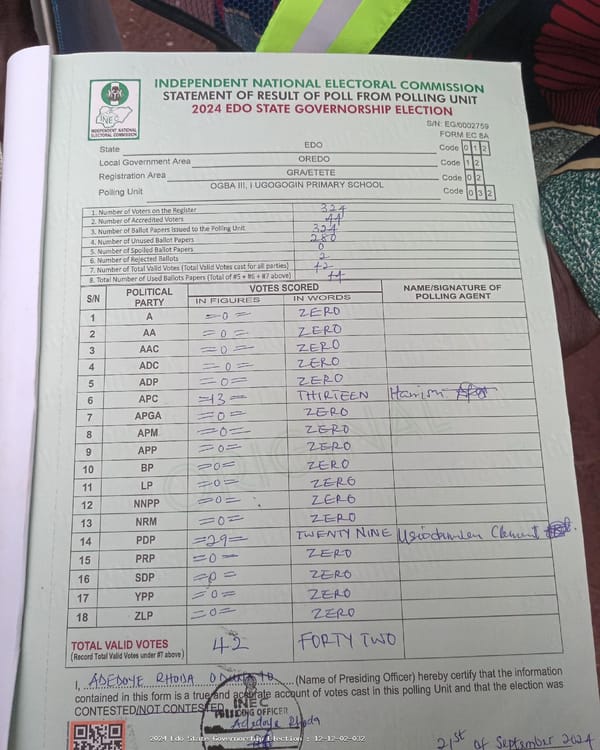 INDEPENDENT NATIONAL ELECTORAL COMMISSION
STATEMENT OF RESULT OF POLL FROM POLLING UNIT
2024 EDO STATE GOVERNORSHIP ELECTION
INEC
INDEPENDENT NATIONAL
ELECTORAL COMMISSION
S/N: EG/0002759
FORM EC 8A
State EDO Code 0 1 2
Local Government Area OREDO Code 1 2
Registration Area GRA/ETETE Code 0 2
Polling Unit OGBA III, I UGOGOGIN PRIMARY SCHOOL Code 0 3 2
1. Number of Voters on the Register 324
2. Number of Accredited Voters 44
3. Number of Ballot Papers Issued to the Polling Unit 324
4. Number of Unused Ballot Papers 280
5. Number of Spoiled Ballot Papers 0
6. Number of Rejected Ballots 2
7. Number of Total Valid Votes (Total Valid Votes cast for all parties) 42
8. Total Number of Used Ballots Papers (Total of #5 + #6 + #7 above) 44
S/N POLITICAL PARTY VOTES SCORED NAME/SIGNATURE OF POLLING AGENT
IN FIGURES IN WORDS
1 A =0= ZERO
2 AA =0= ZERO
3 AAC =0= ZERO
4 ADC =0= ZERO
5 ADP =0= ZERO
6 APC =13= THIRTEEN
7 APGA =0= ZERO
8 APM =0= ZERO
9 APP =0= ZERO
10 BP =0= ZERO
11 LP =0= ZERO
12 NNPP =0= ZERO
13 NRM =0= ZERO
14 PDP =29= TWENTY NINE Clement
15 PRP =0= ZERO
16 SDP =0= ZERO
17 YPP =0= ZERO
18 ZLP =0= ZERO
ORIGINAL
TOTAL VALID VOTES 42 FORTY TWO
(Record Total Valid Votes under #7 above)
I, ADEDOYE RHODA (Name of Presiding Officer) hereby certify that the information
contained in this form is a true and accurate account of votes cast in this polling Unit and that the election was
CONTESTED/NOT CONTESTED
INEC
PRESIDING OFFICER
Adedoye Rhoda
21st of September 2024
2024 Edo State Governorship Election : 12-12-02-032